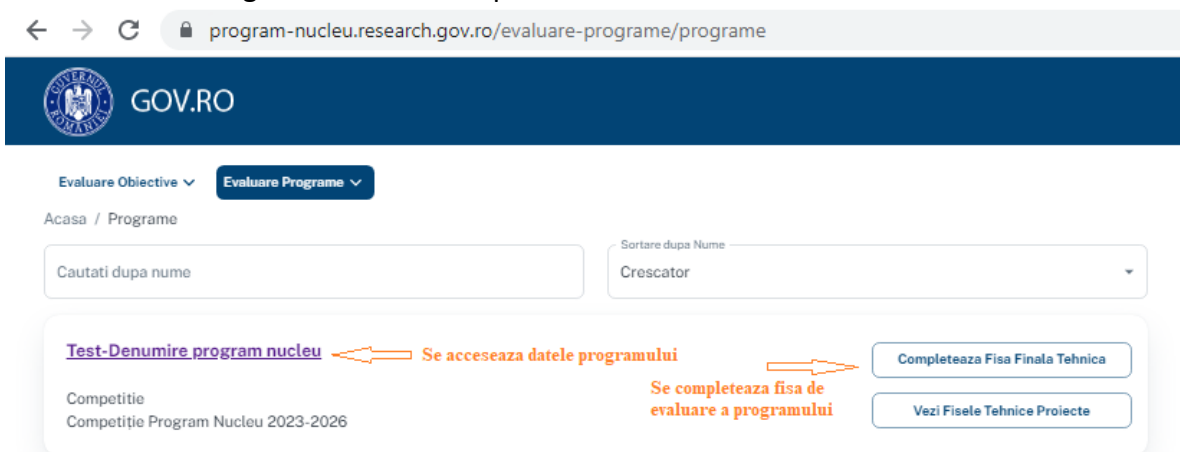 program-nucleu.research.gov.ro/evaluare-programe/programe
GUVERNUL ROMÂNIEI
GOV.RO
Evaluare Obiective
Evaluare Programe
Acasa / Programe
Cautati dupa nume
Sortare dupa Nume
Crescator
Test-Denumire program nucleu
Se acceseaza datele programului
Completeaza Fisa Finala Tehnica
Se completeaza fisa de
evaluare a programului
Competitie
Competiție Program Nucleu 2023-2026
Vezi Fisele Tehnice Proiecte